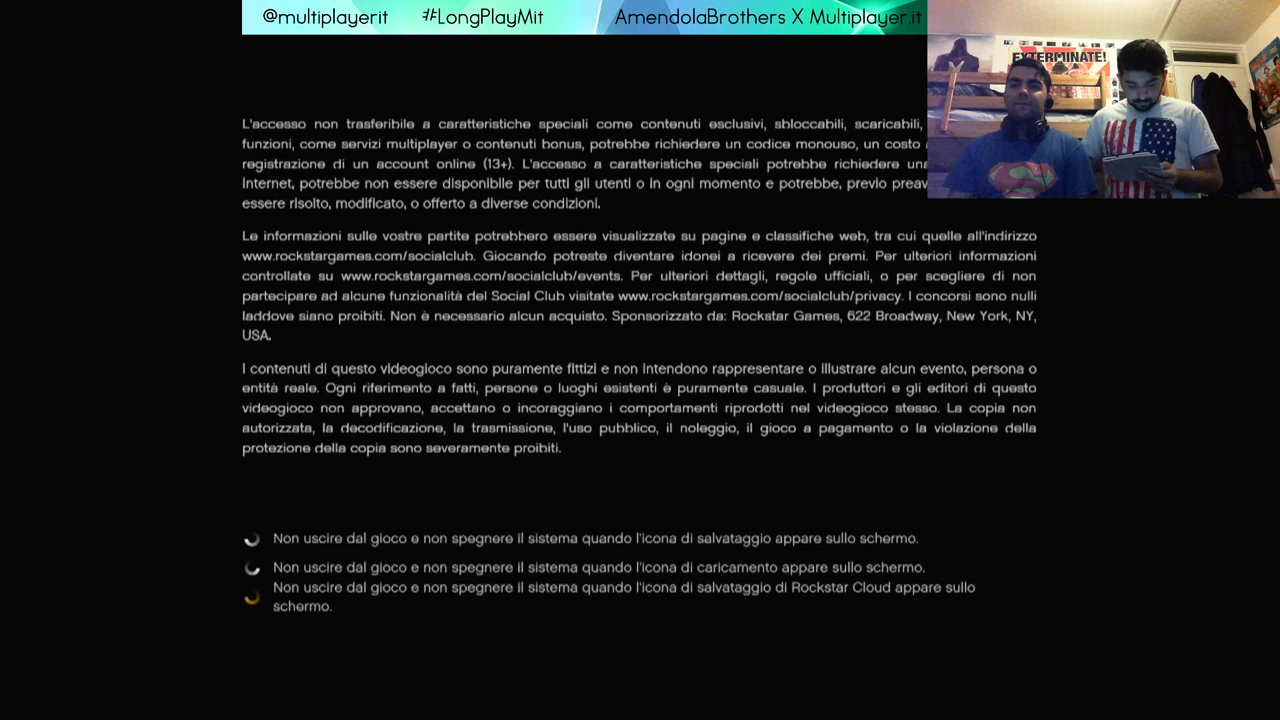 @multiplayerit #LongPlayMit AmendolaBrothers X Multiplayer.it
EXTERMINATE!
L'accesso non trasferibile a caratteristiche speciali come contenuti esclusivi, sbloccabili, scaricabili,
funzioni, come servizi multiplayer o contenuti bonus, potrebbe richiedere un codice monouso, un costo
registrazione di un account online (13+). L'accesso a caratteristiche speciali potrebbe richiedere una
Internet, potrebbe non essere disponibile per tutti gli utenti o in ogni momento e potrebbe, previo preav
essere risolto, modificato, o offerto a diverse condizioni.
Le informazioni sulle vostre partite potrebbero essere visualizzate su pagine e classifiche web, tra cui quelle all'indirizzo
www.rockstargames.com/socialclub. Giocando potreste diventare idonei a ricevere dei premi. Per ulteriori informazioni
controllate su www.rockstargames.com/socialclub/events. Per ulteriori dettagli, regole ufficiali, o per scegliere di non
partecipare ad alcune funzionalità del Social Club visitate www.rockstargames.com/socialclub/privacy. I concorsi sono nulli
laddove siano proibiti. Non è necessario alcun acquisto. Sponsorizzato da: Rockstar Games, 622 Broadway, New York, NY,
USA.
I contenuti di questo videogioco sono puramente fittizi e non intendono rappresentare o illustrare alcun evento, persona o
entità reale. Ogni riferimento a fatti, persone o luoghi esistenti è puramente casuale. I produttori e gli editori di questo
videogioco non approvano, accettano o incoraggiano i comportamenti riprodotti nel videogioco stesso. La copia non
autorizzata, la decodificazione, la trasmissione, l'uso pubblico, il noleggio, il gioco a pagamento o la violazione della
protezione della copia sono severamente proibiti.
Non uscire dal gioco e non spegnere il sistema quando l'icona di salvataggio appare sullo schermo.
Non uscire dal gioco e non spegnere il sistema quando l'icona di caricamento appare sullo schermo.
Non uscire dal gioco e non spegnere il sistema quando l'icona di salvataggio di Rockstar Cloud appare sullo
schermo.